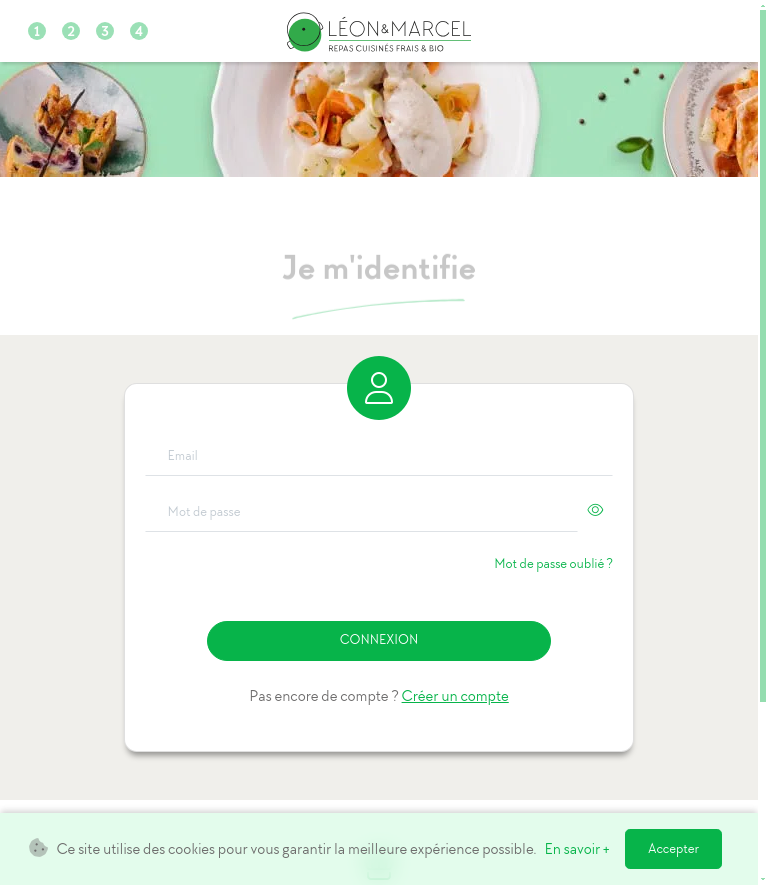 1 2 3 4
LÉON&MARCEL
REPAS CUISINÉS FRAIS & BIO
Je m'identifie
Email
Mot de passe
Mot de passe oublié ?
CONNEXION
Pas encore de compte ? Créer un compte
Ce site utilise des cookies pour vous garantir la meilleure expérience possible. En savoir + Accepter